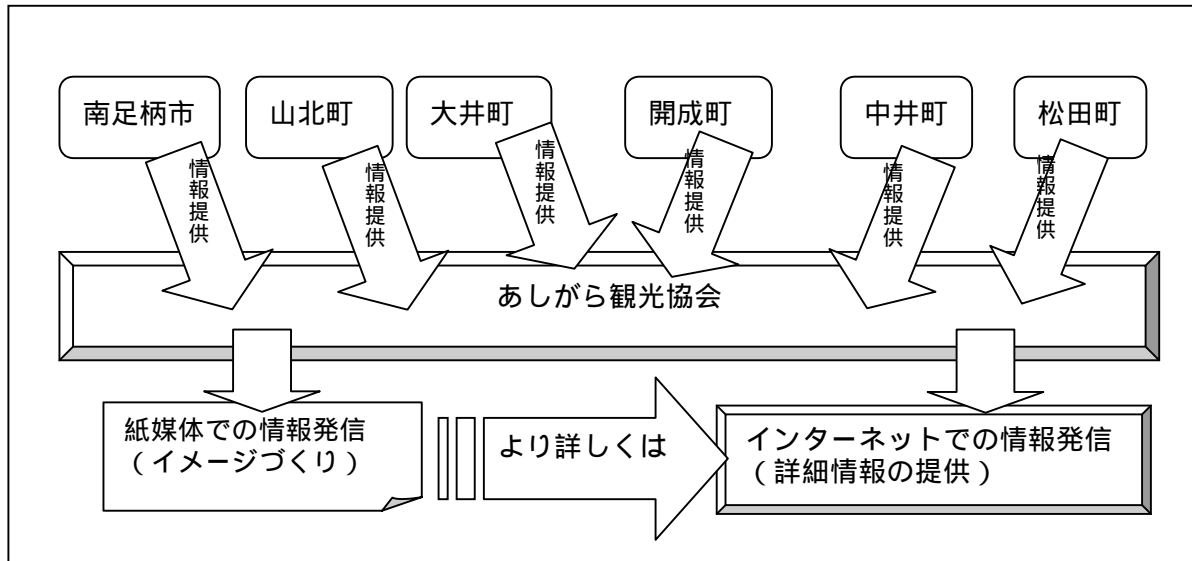 南足柄市
山北町
大井町
開成町
中井町
松田町
情報提供
情報提供
情報提供
情報提供
情報提供
情報提供
あしがら観光協会
紙媒体での情報発信
（イメージづくり）
より詳しくは
インターネットでの情報発信
（詳細情報の提供）